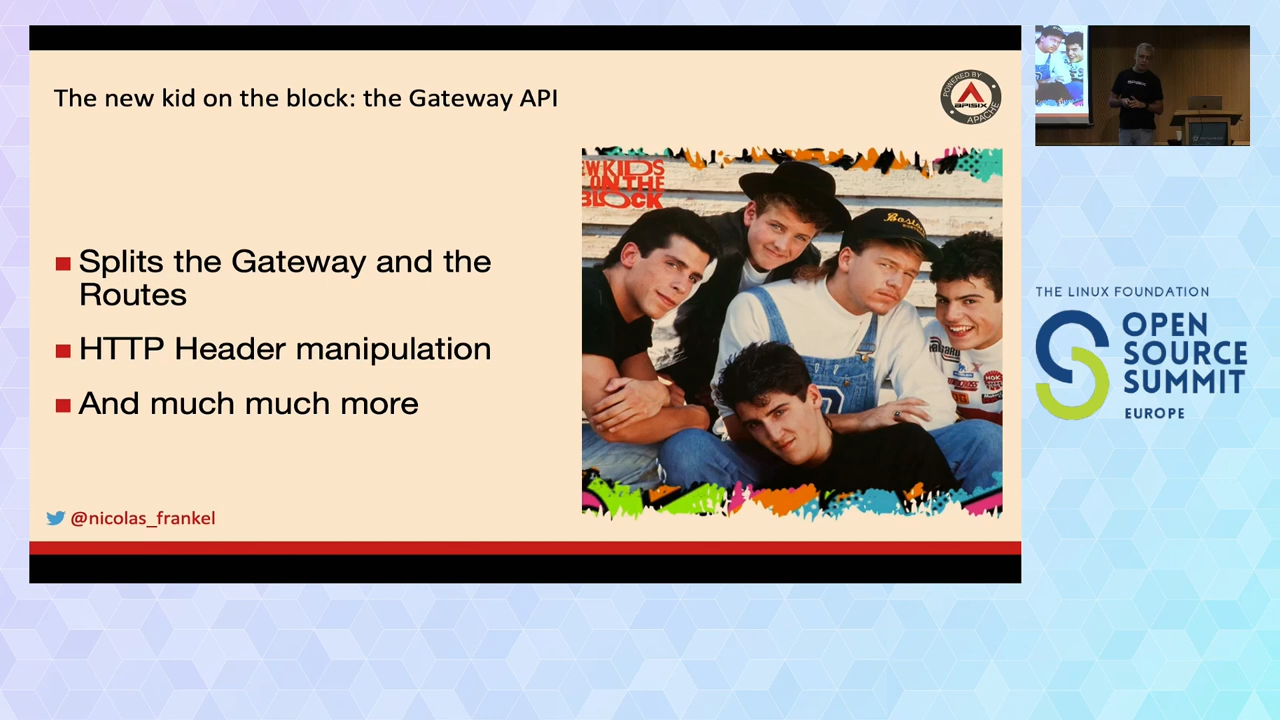 The new kid on the block: the Gateway API
POWERED BY
APISIX
APACHE
EW KIDS
ON THE
BLOCK
Splits the Gateway and the
Routes
HTTP Header manipulation
And much much more
@nicolas_frankel
THE LINUX FOUNDATION
OPEN
SOURCE
SUMMIT
EUROPE